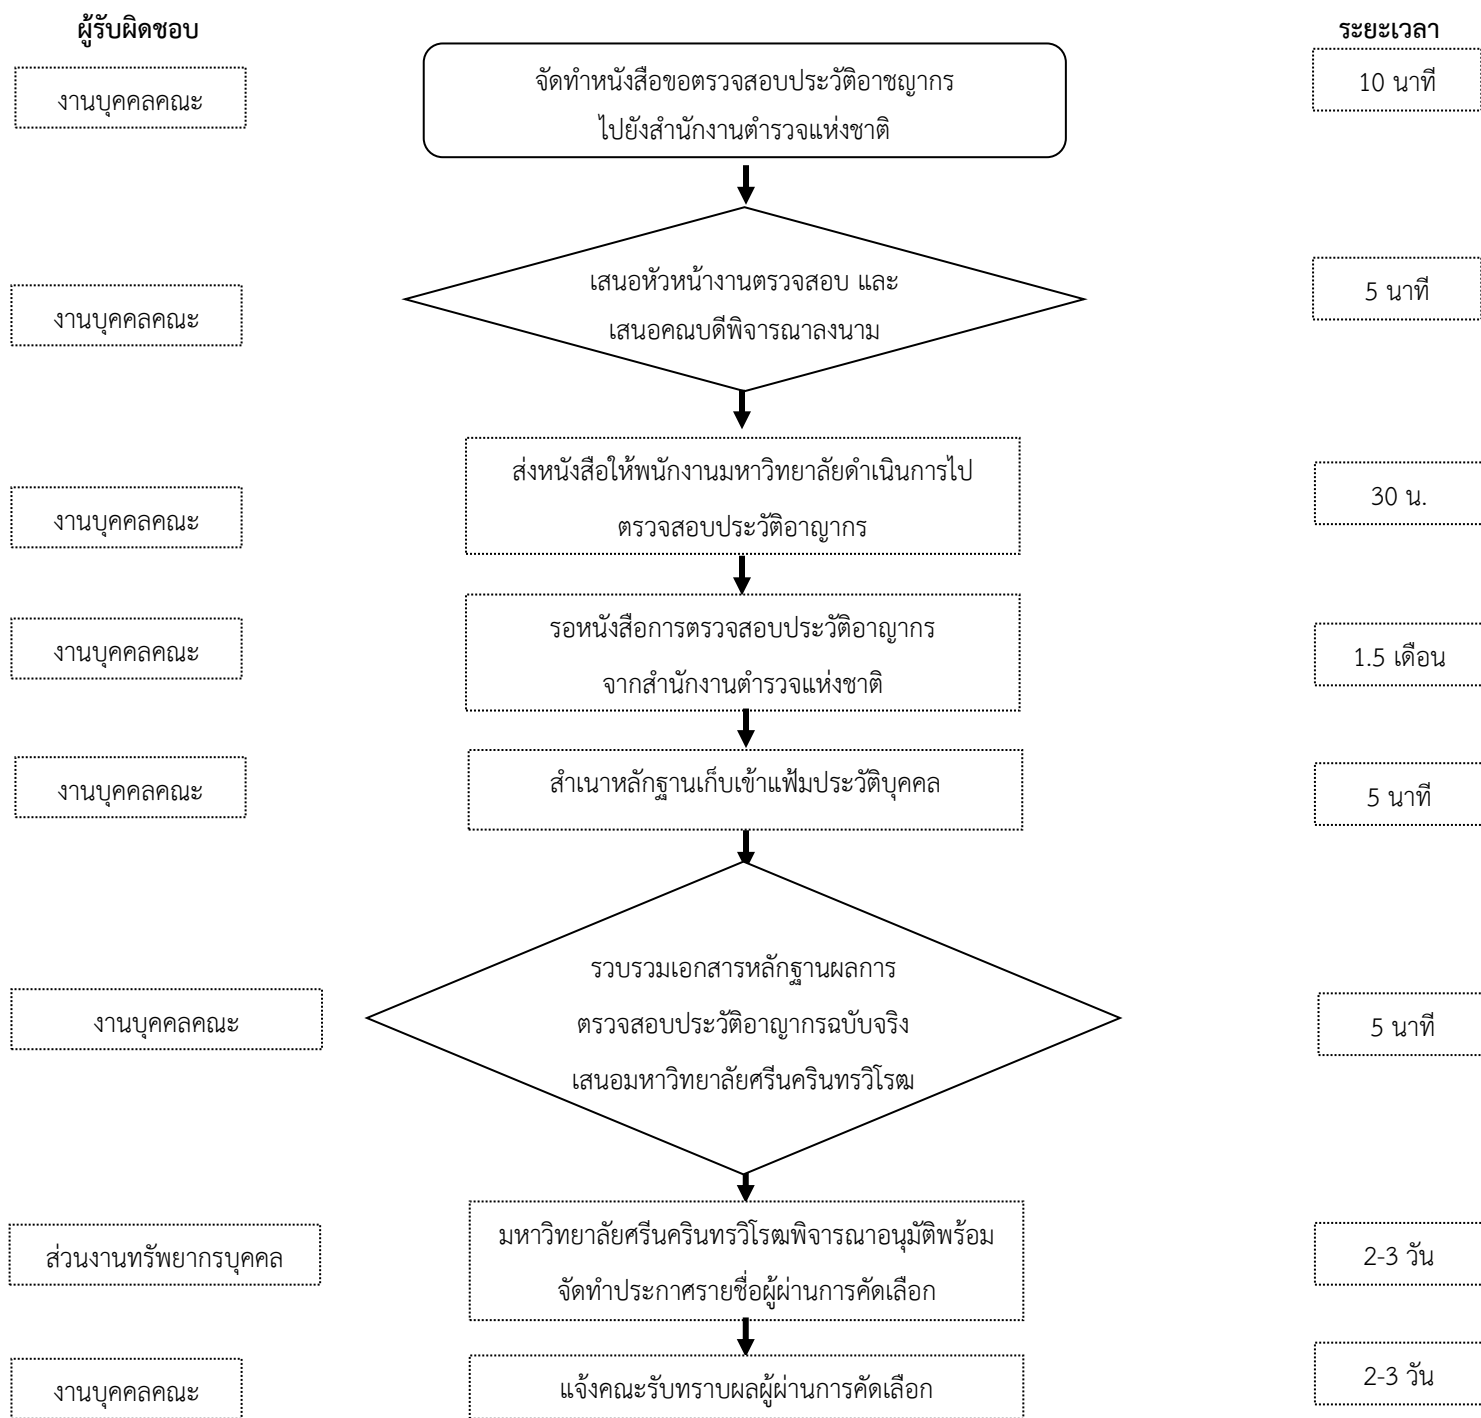 ผู้รับผิดชอบ
ระยะเวลา
งานบุคคลคณะ
จัดทำหนังสือขอตรวจสอบประวัติอาชญากร
ไปยังสำนักงานตำรวจแห่งชาติ
10 นาที
งานบุคคลคณะ
เสนอหัวหน้างานตรวจสอบ และ
เสนอคณบดีพิจารณาลงนาม
5 นาที
งานบุคคลคณะ
ส่งหนังสือให้พนักงานมหาวิทยาลัยดำเนินการไป
ตรวจสอบประวัติอาญากร
30 น.
งานบุคคลคณะ
รอหนังสือการตรวจสอบประวัติอาญากร
จากสำนักงานตำรวจแห่งชาติ
1.5 เดือน
งานบุคคลคณะ
สำเนาหลักฐานเก็บเข้าแฟ้มประวัติบุคคล
5 นาที
งานบุคคลคณะ
รวบรวมเอกสารหลักฐานผลการ
ตรวจสอบประวัติอาญากรฉบับจริง
เสนอมหาวิทยาลัยศรีนครินทรวิโรฒ
5 นาที
ส่วนงานทรัพยากรบุคคล
มหาวิทยาลัยศรีนครินทรวิโรฒพิจารณาอนุมัติพร้อม
จัดทำประกาศรายชื่อผู้ผ่านการคัดเลือก
2-3 วัน
งานบุคคลคณะ
แจ้งคณะรับทราบผลผู้ผ่านการคัดเลือก
2-3 วัน